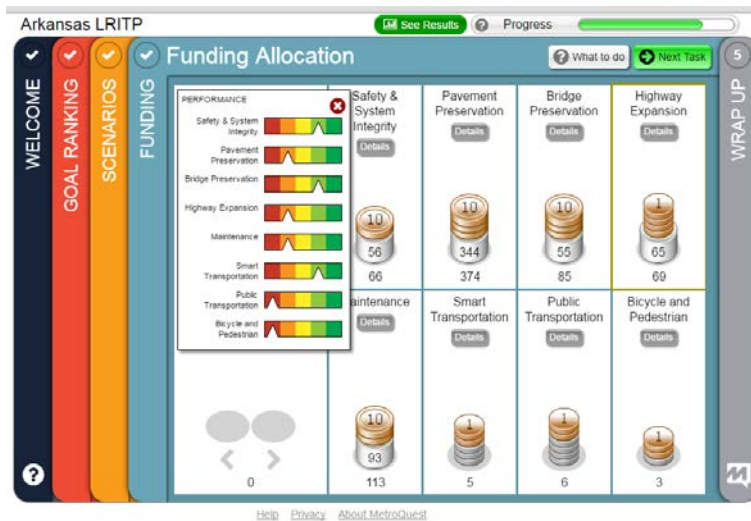 Arkansas LRITP
See Results
? Progress
WELCOME
GOAL RANKING
SCENARIOS
FUNDING
Funding Allocation
? What to do
Next Task
5
WRAP UP
PERFORMANCE
Safety & System
Integrity
Pavement
Preservation
Bridge Preservation
Highway Expansion
Maintenance
Smart
Transportation
Public
Transportation
Bicycle and
Pedestrian
Safety &
System
Integrity
Details
10
56
66
Pavement
Preservation
Details
10
344
374
Bridge
Preservation
Details
10
55
85
Highway
Expansion
Details
1
65
69
0
aintenance
Details
10
93
113
Smart
Transportation
Details
1
5
Public
Transportation
Details
1
6
Bicycle and
Pedestrian
Details
1
3
?
Help Privacy About MetroQuest